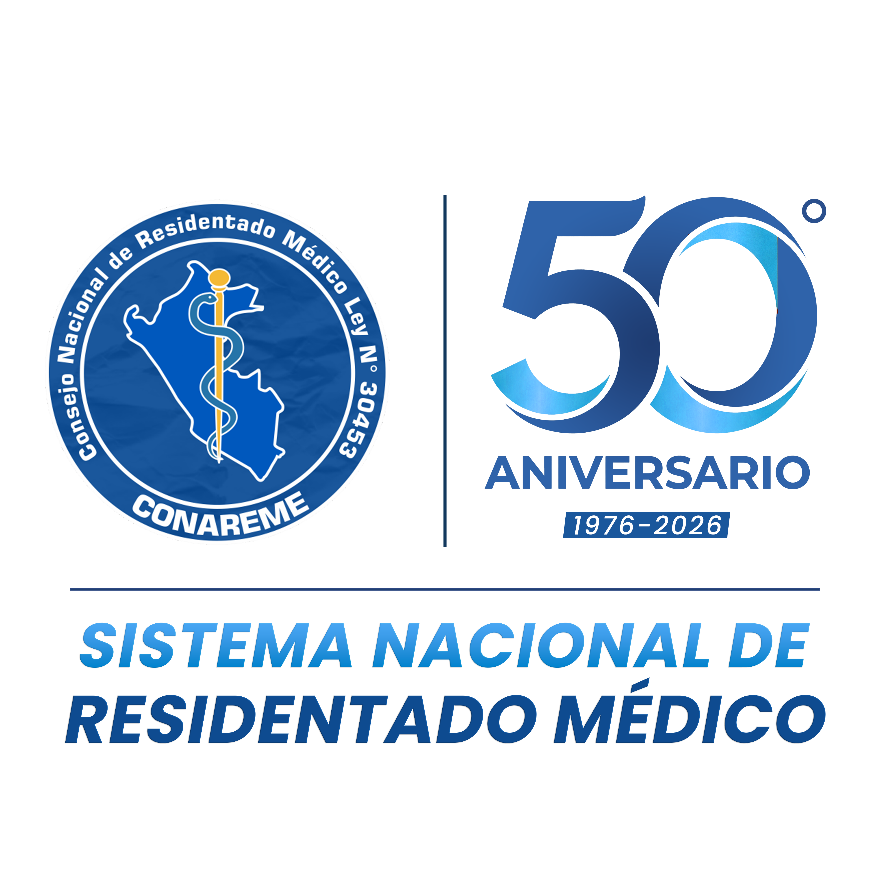 Consejo Nacional de Residentado Médico Ley N° 30453
CONAREME
50°
ANIVERSARIO
1976-2026
SISTEMA NACIONAL DE
RESIDENTADO MÉDICO